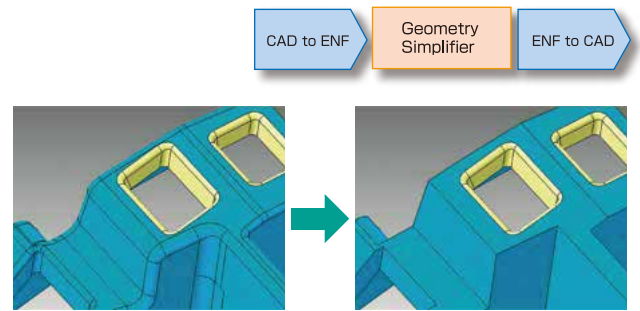 CAD to ENF
Geometry
Simplifier
ENF to CAD